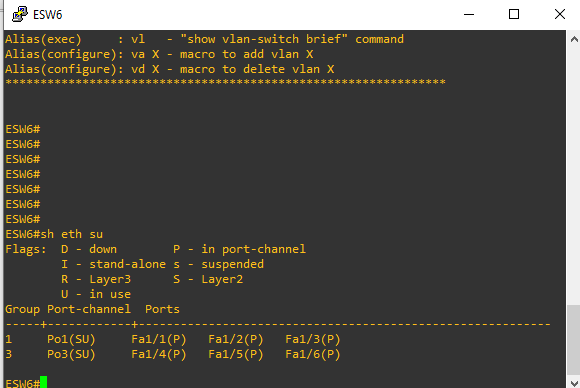 ESW6
Alias(exec)     : vl   - "show vlan-switch brief" command
Alias(configure): va X - macro to add vlan X
Alias(configure): vd X - macro to delete vlan X
***************************************************************
ESW6#
ESW6#
ESW6#
ESW6#
ESW6#
ESW6#
ESW6#
ESW6#sh eth su
Flags:  D - down        P - in port-channel
        I - stand-alone s - suspended
        R - Layer3      S - Layer2
        U - in use
Group Port-channel  Ports
-----+------------+-----------------------------------------------------------
1     Po1(SU)     Fa1/1(P)   Fa1/2(P)   Fa1/3(P)
3     Po3(SU)     Fa1/4(P)   Fa1/5(P)   Fa1/6(P)
ESW6#